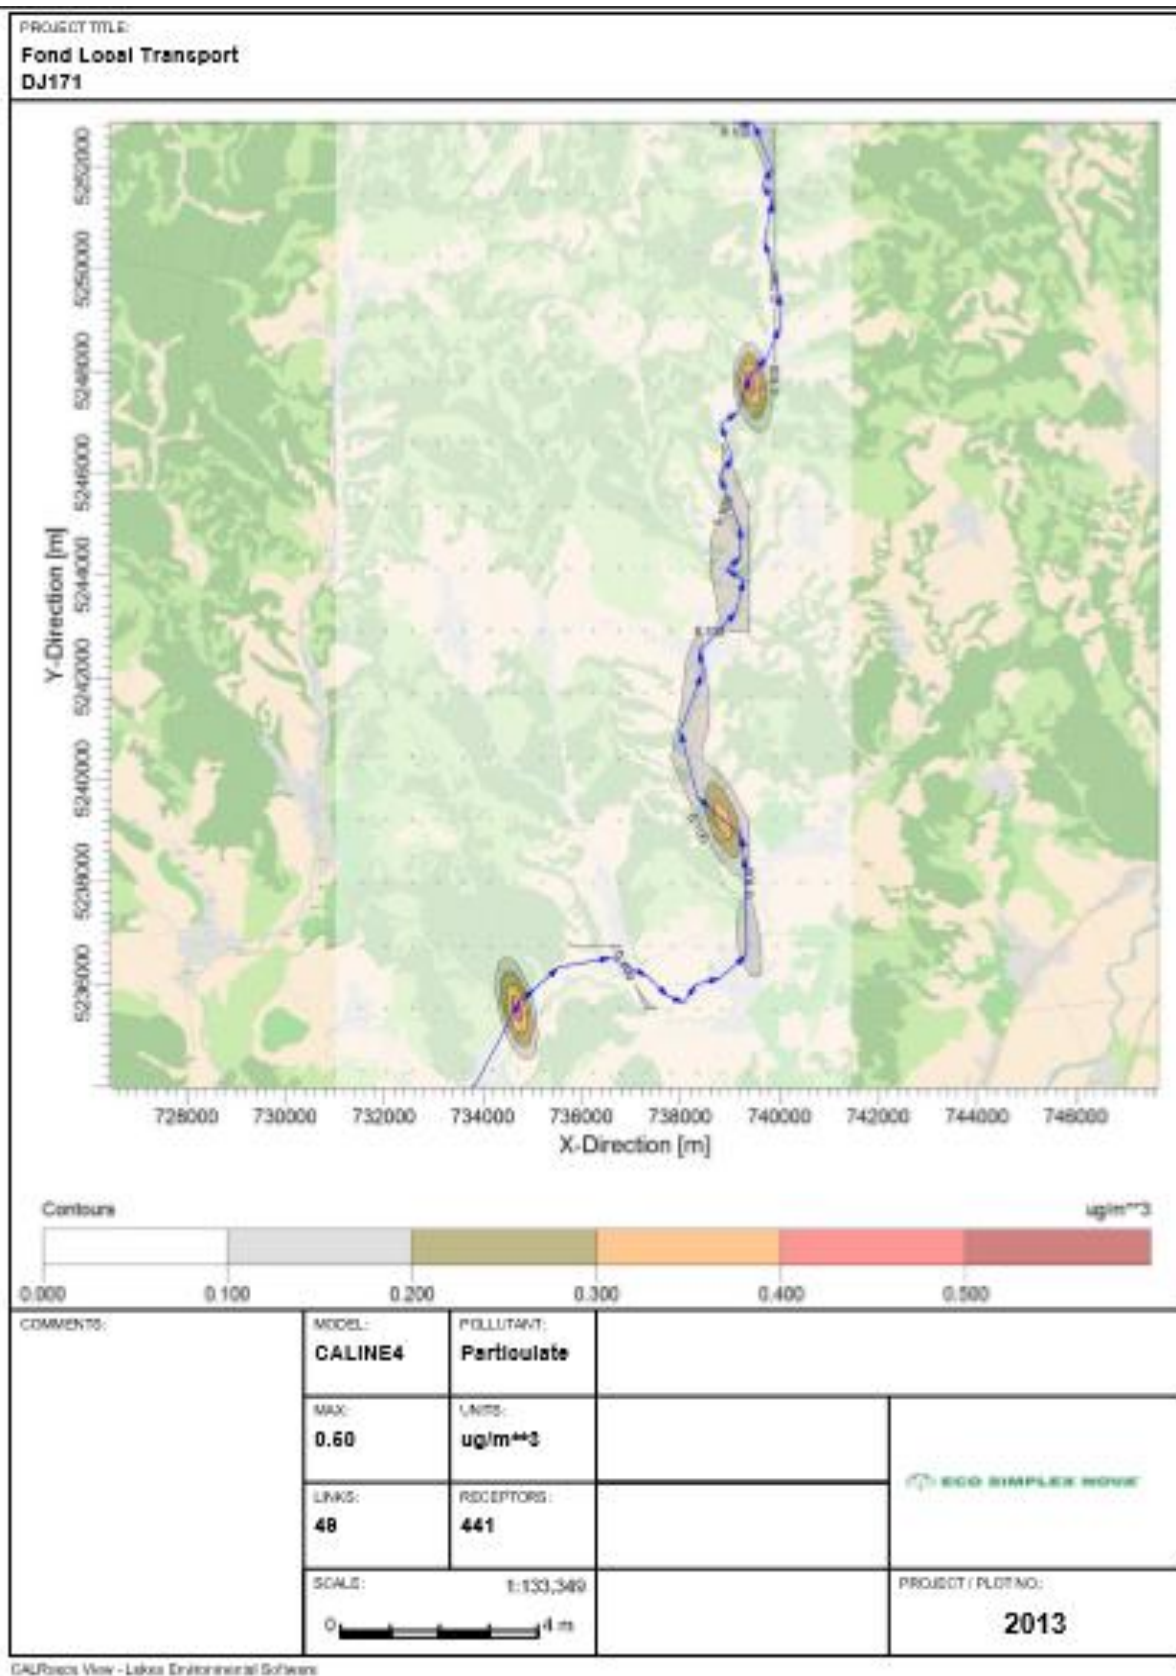 PROJECT TITLE:
Fond Local Transport
DJ171
5252000
5250000
5248000
5246000
5244000
5242000
5240000
5238000
5236000
Y-Direction [m]
728000 730000 732000 734000 736000 738000 740000 742000 744000 746000
X-Direction [m]
Contours ug/m**3
0.000 0.100 0.200 0.300 0.400 0.500
COMMENTS:
MODEL:
CALINE4
POLLUTANT:
Particulate
MAX:
0.60
UNITS:
ug/m**3
LINKS:
RECEPTORS:
441
ECO SIMPLEX NOVA
SCALE: 1:133,349
0 4 m
PROJECT / PLOT NO.:
2013
CALRoads View - Lakes Environmental Software